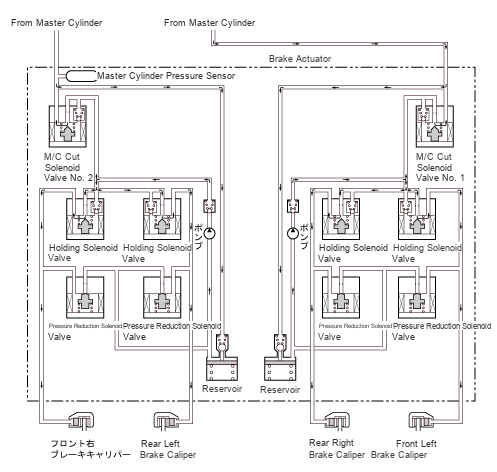 From Master Cylinder
From Master Cylinder
Brake Actuator
Master Cylinder Pressure Sensor
M/C Cut
Solenoid
Valve No. 2
M/C Cut
Solenoid
Valve No. 1
ポンプ
ポンプ
Holding Solenoid
Valve
Holding Solenoid
Valve
Holding Solenoid
Valve
Holding Solenoid
Valve
Pressure Reduction Solenoid
Valve
Pressure Reduction Solenoid
Valve
Pressure Reduction Solenoid
Valve
Pressure Reduction Solenoid
Valve
Reservoir
Reservoir
フロント右
ブレーキキャリパー
Rear Left
Brake Caliper
Rear Right
Brake Caliper
Front Left
Brake Caliper